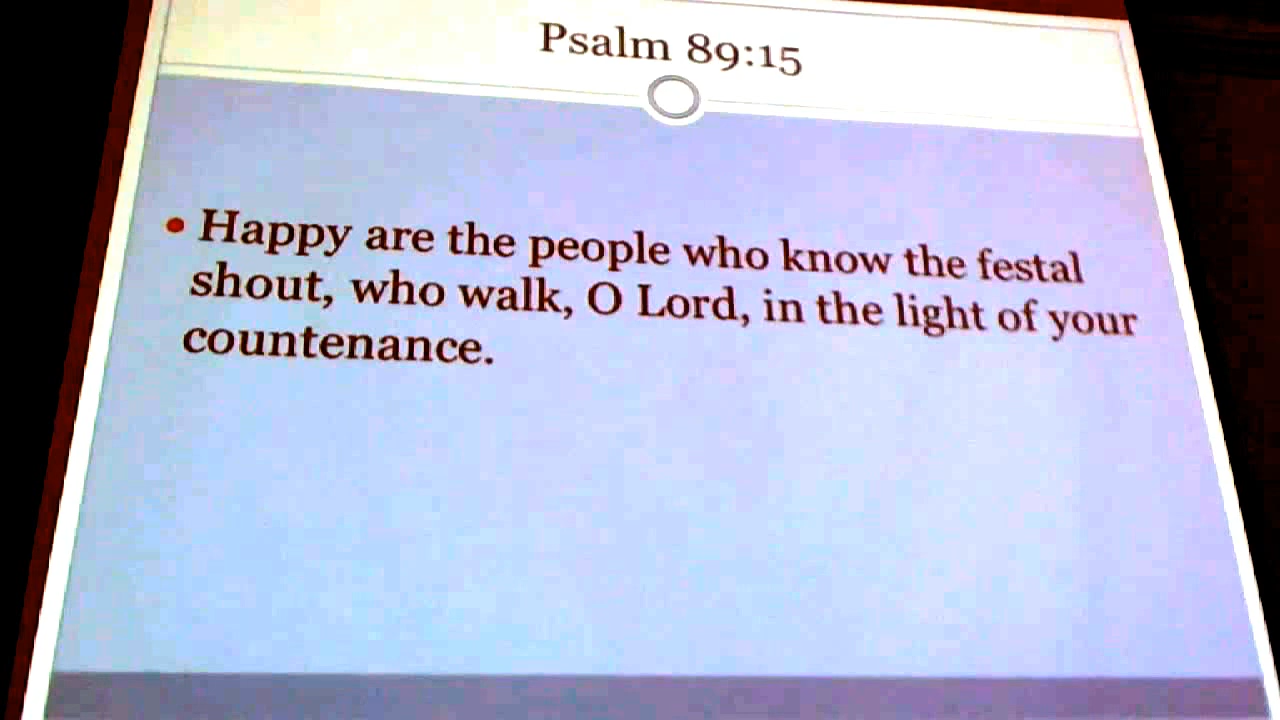 Psalm 89:15
• Happy are the people who know the festal
shout, who walk, O Lord, in the light of your
countenance.